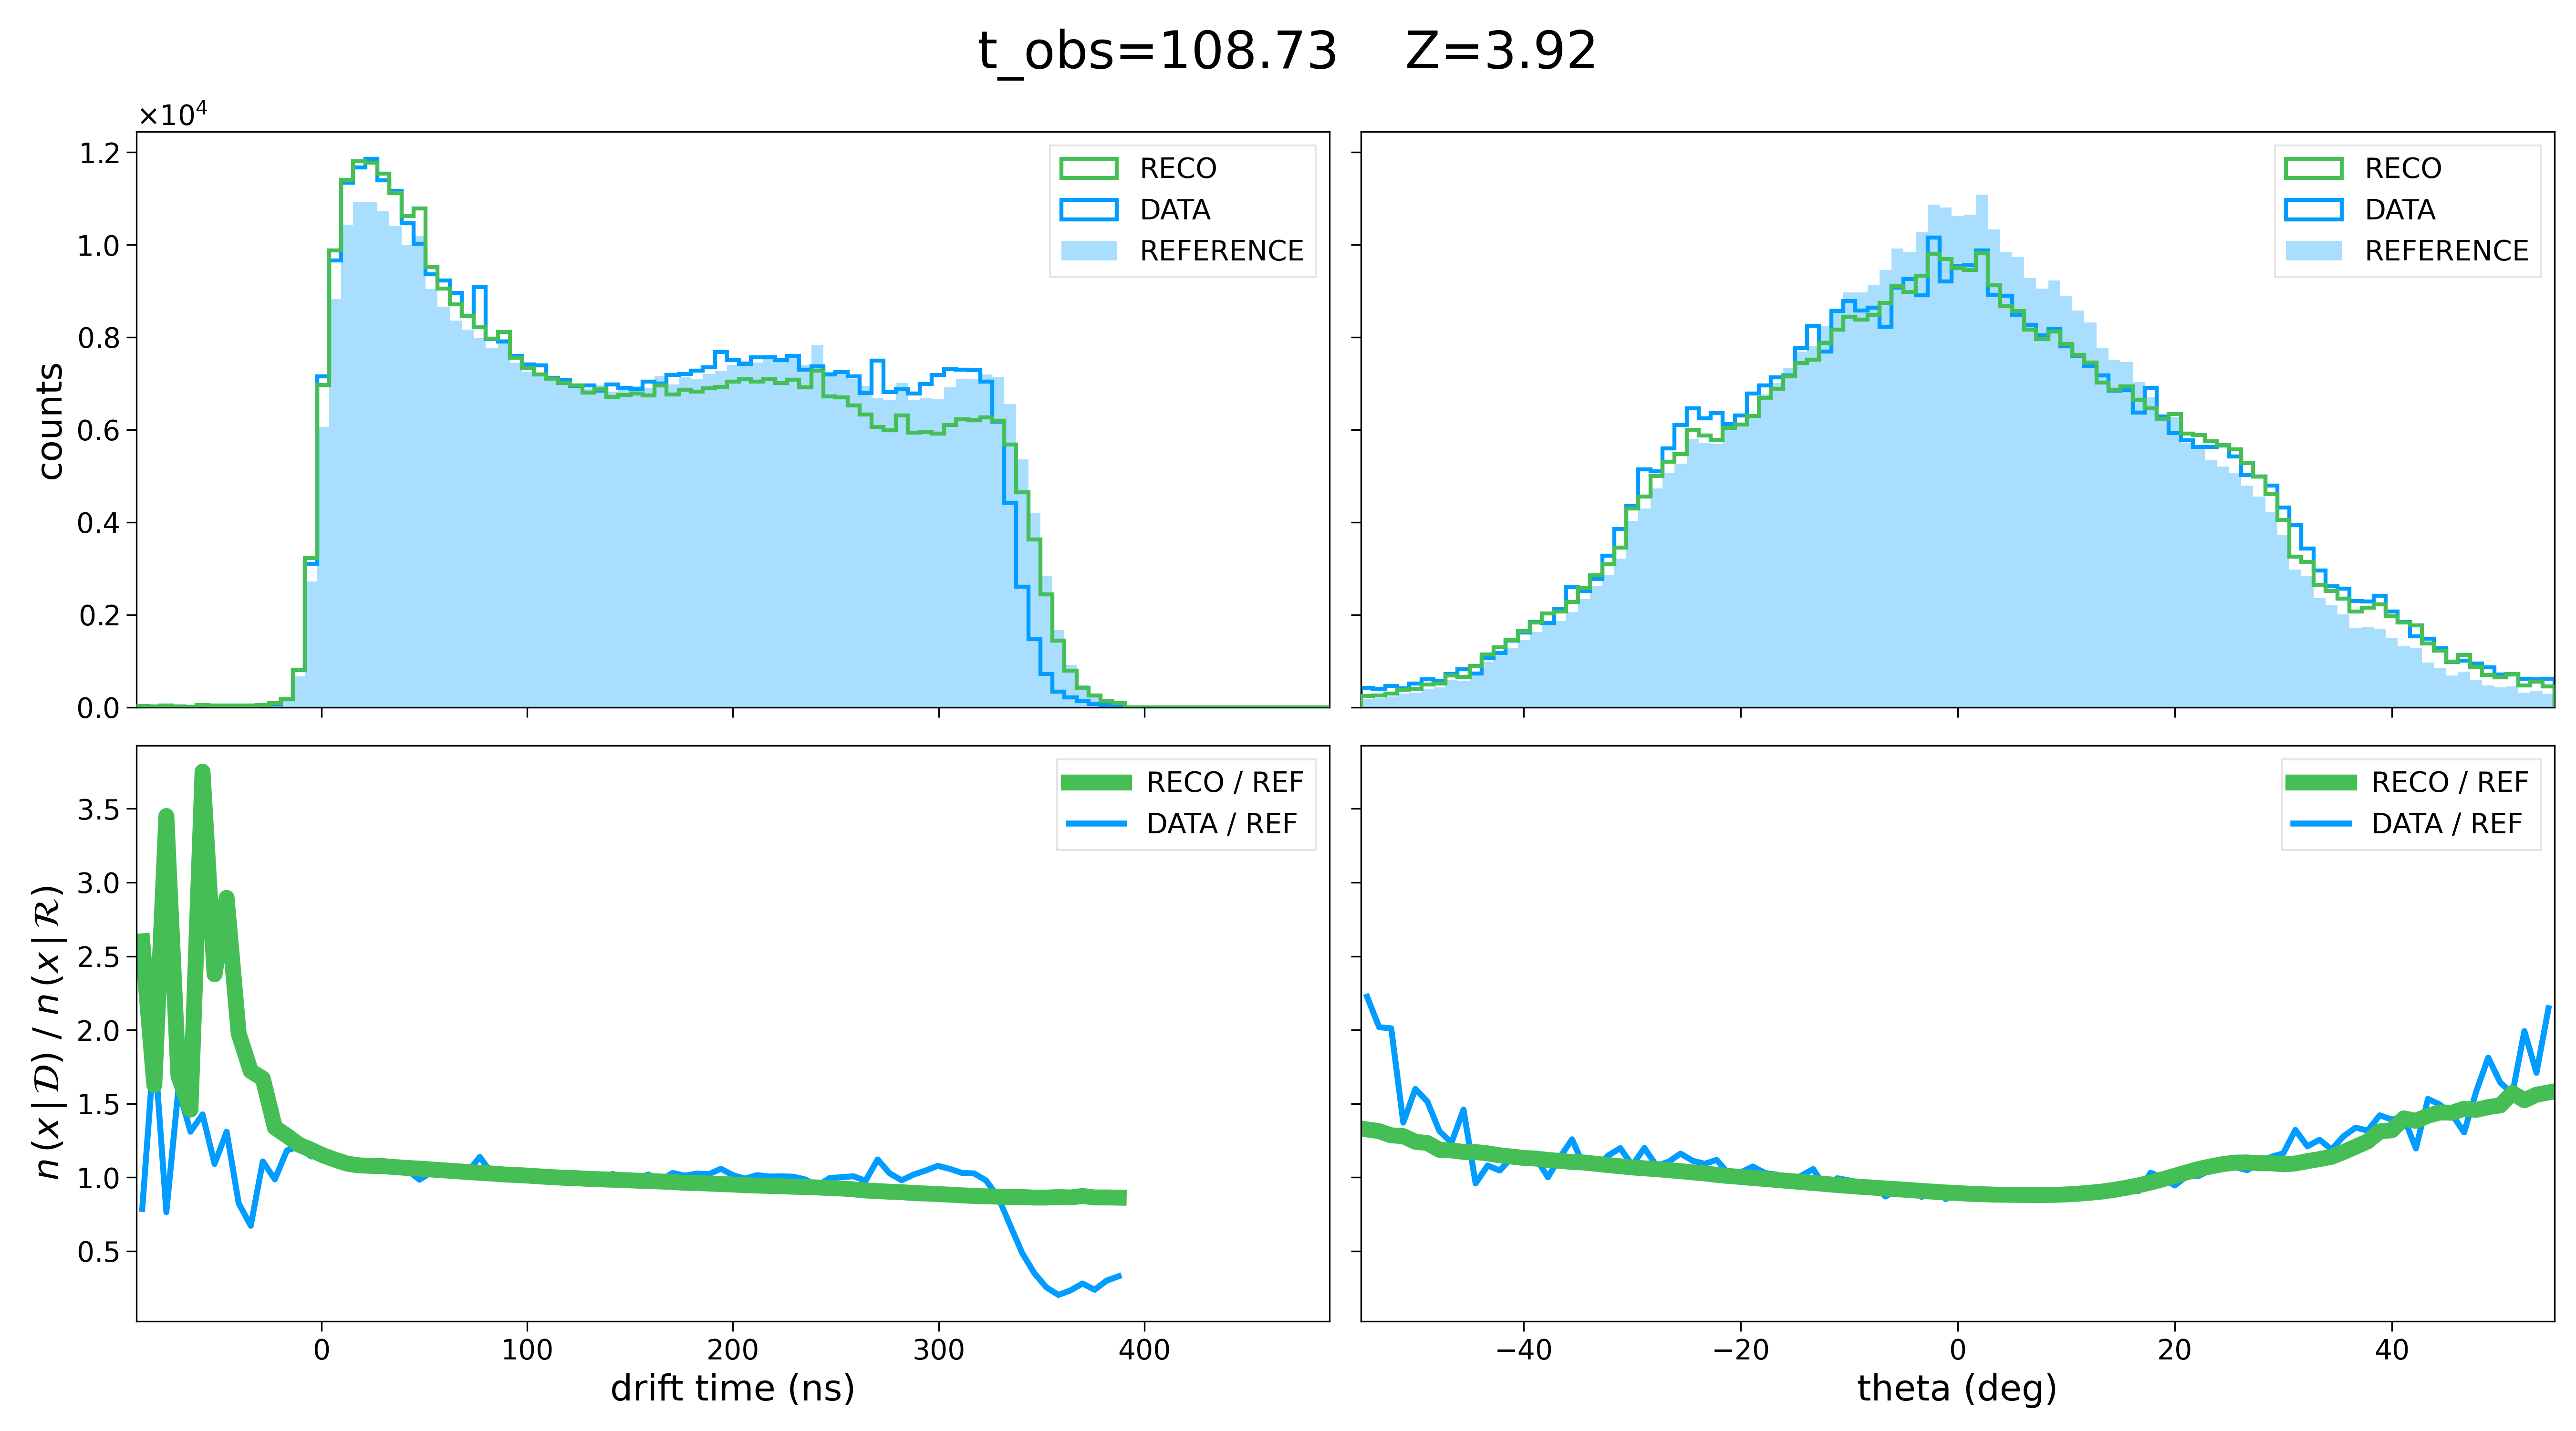 t_obs=108.73    Z=3.92
×10⁴
1.2
1.0
0.8
0.6
0.4
0.2
0.0
counts
RECO
DATA
REFERENCE
RECO
DATA
REFERENCE
3.5
3.0
2.5
2.0
1.5
1.0
0.5
n(x|𝒟) / n(x|ℛ)
RECO / REF
DATA / REF
0 100 200 300 400
drift time (ns)
RECO / REF
DATA / REF
−40 −20 0 20 40
theta (deg)